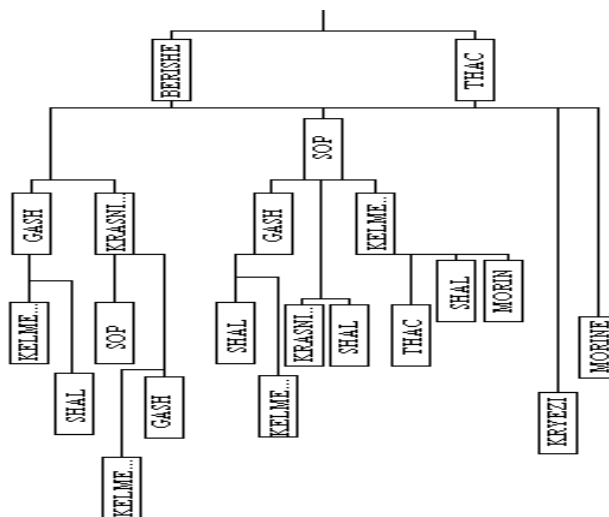 BERISHE
THAC
SOP
GASH
KRASNI...
GASH
KELME...
KELME...
SHAL
SOP
GASH
KELME...
SHAL
KELME...
KRASNI...
SHAL
THAC
SHAL
MORIN
KRYEZI
MORINE